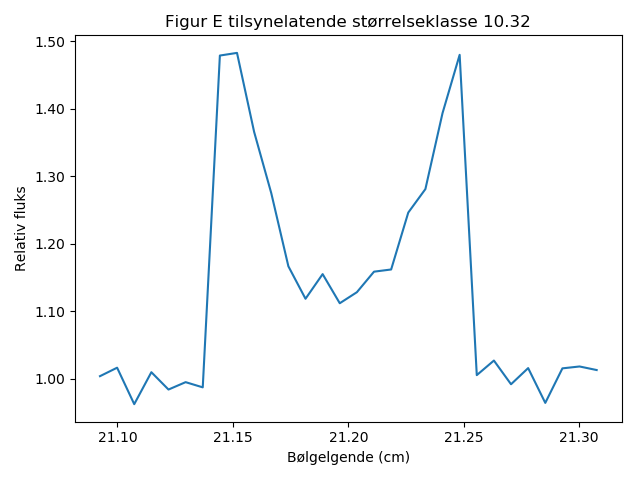 Figur E tilsynelatende størrelseklasse 10.32
1.50
1.40
1.30
1.20
1.10
1.00
Relativ fluks
21.10 21.15 21.20 21.25 21.30
Bølgelgende (cm)